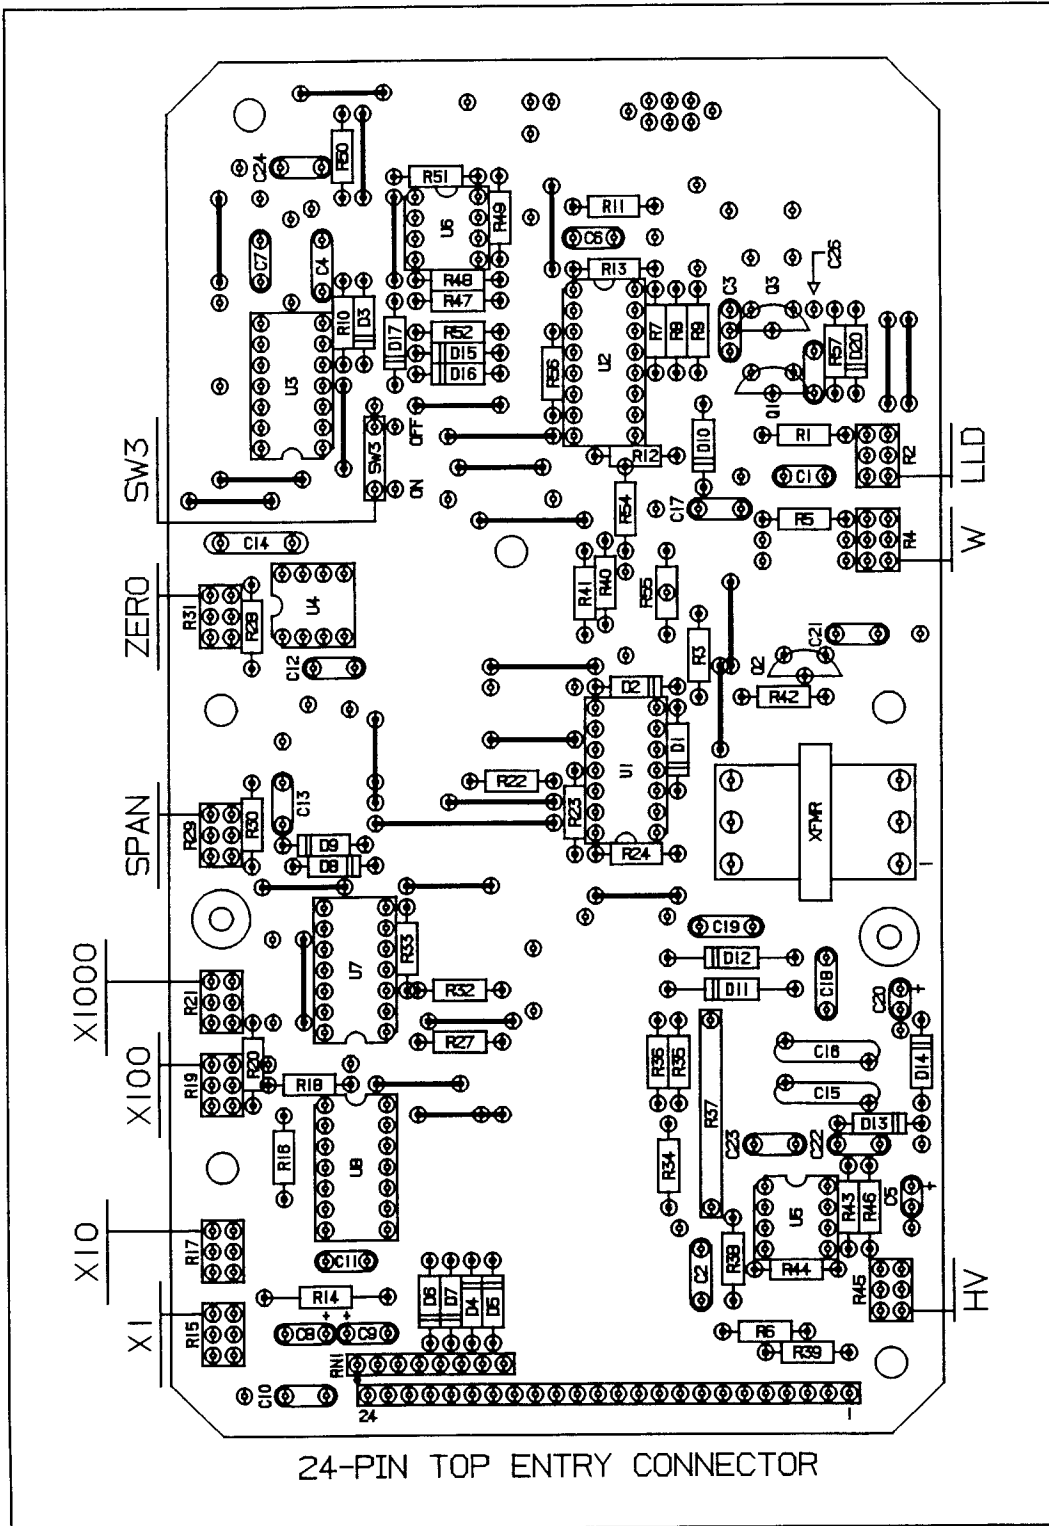 C24
R50
R51
R49
U6
R11
C6
C7
C4
R48
R13
C3
Q3
C26
R47
R10
D3
D17
R52
D15
D16
R56
U2
R7
R8
R9
R57
D20
U3
Q1
SW3
SW3
OFF
ON
R12
D10
R1
R2
LLD
C1
R54
C17
R5
R4
W
C14
ZERO
R31
R28
U4
C12
R41
R40
R55
R3
C21
Q2
R42
D2
D1
U1
R22
R23
R24
XFMR
1
SPAN
R29
R30
C13
D9
D8
X1000
R21
U7
R33
R32
R27
C19
D12
D11
C18
C20
+
X100
R19
R20
R18
R16
U8
R36
R35
R37
R34
C16
C15
D14
D13
C23
C22
U5
R43
R46
C5
+
X10
R17
C11
C2
R38
R44
R45
HV
X1
R15
R14
C8
+
+
C9
D6
D7
D4
D5
R6
R39
RN1
C10
24
1
24-PIN TOP ENTRY CONNECTOR